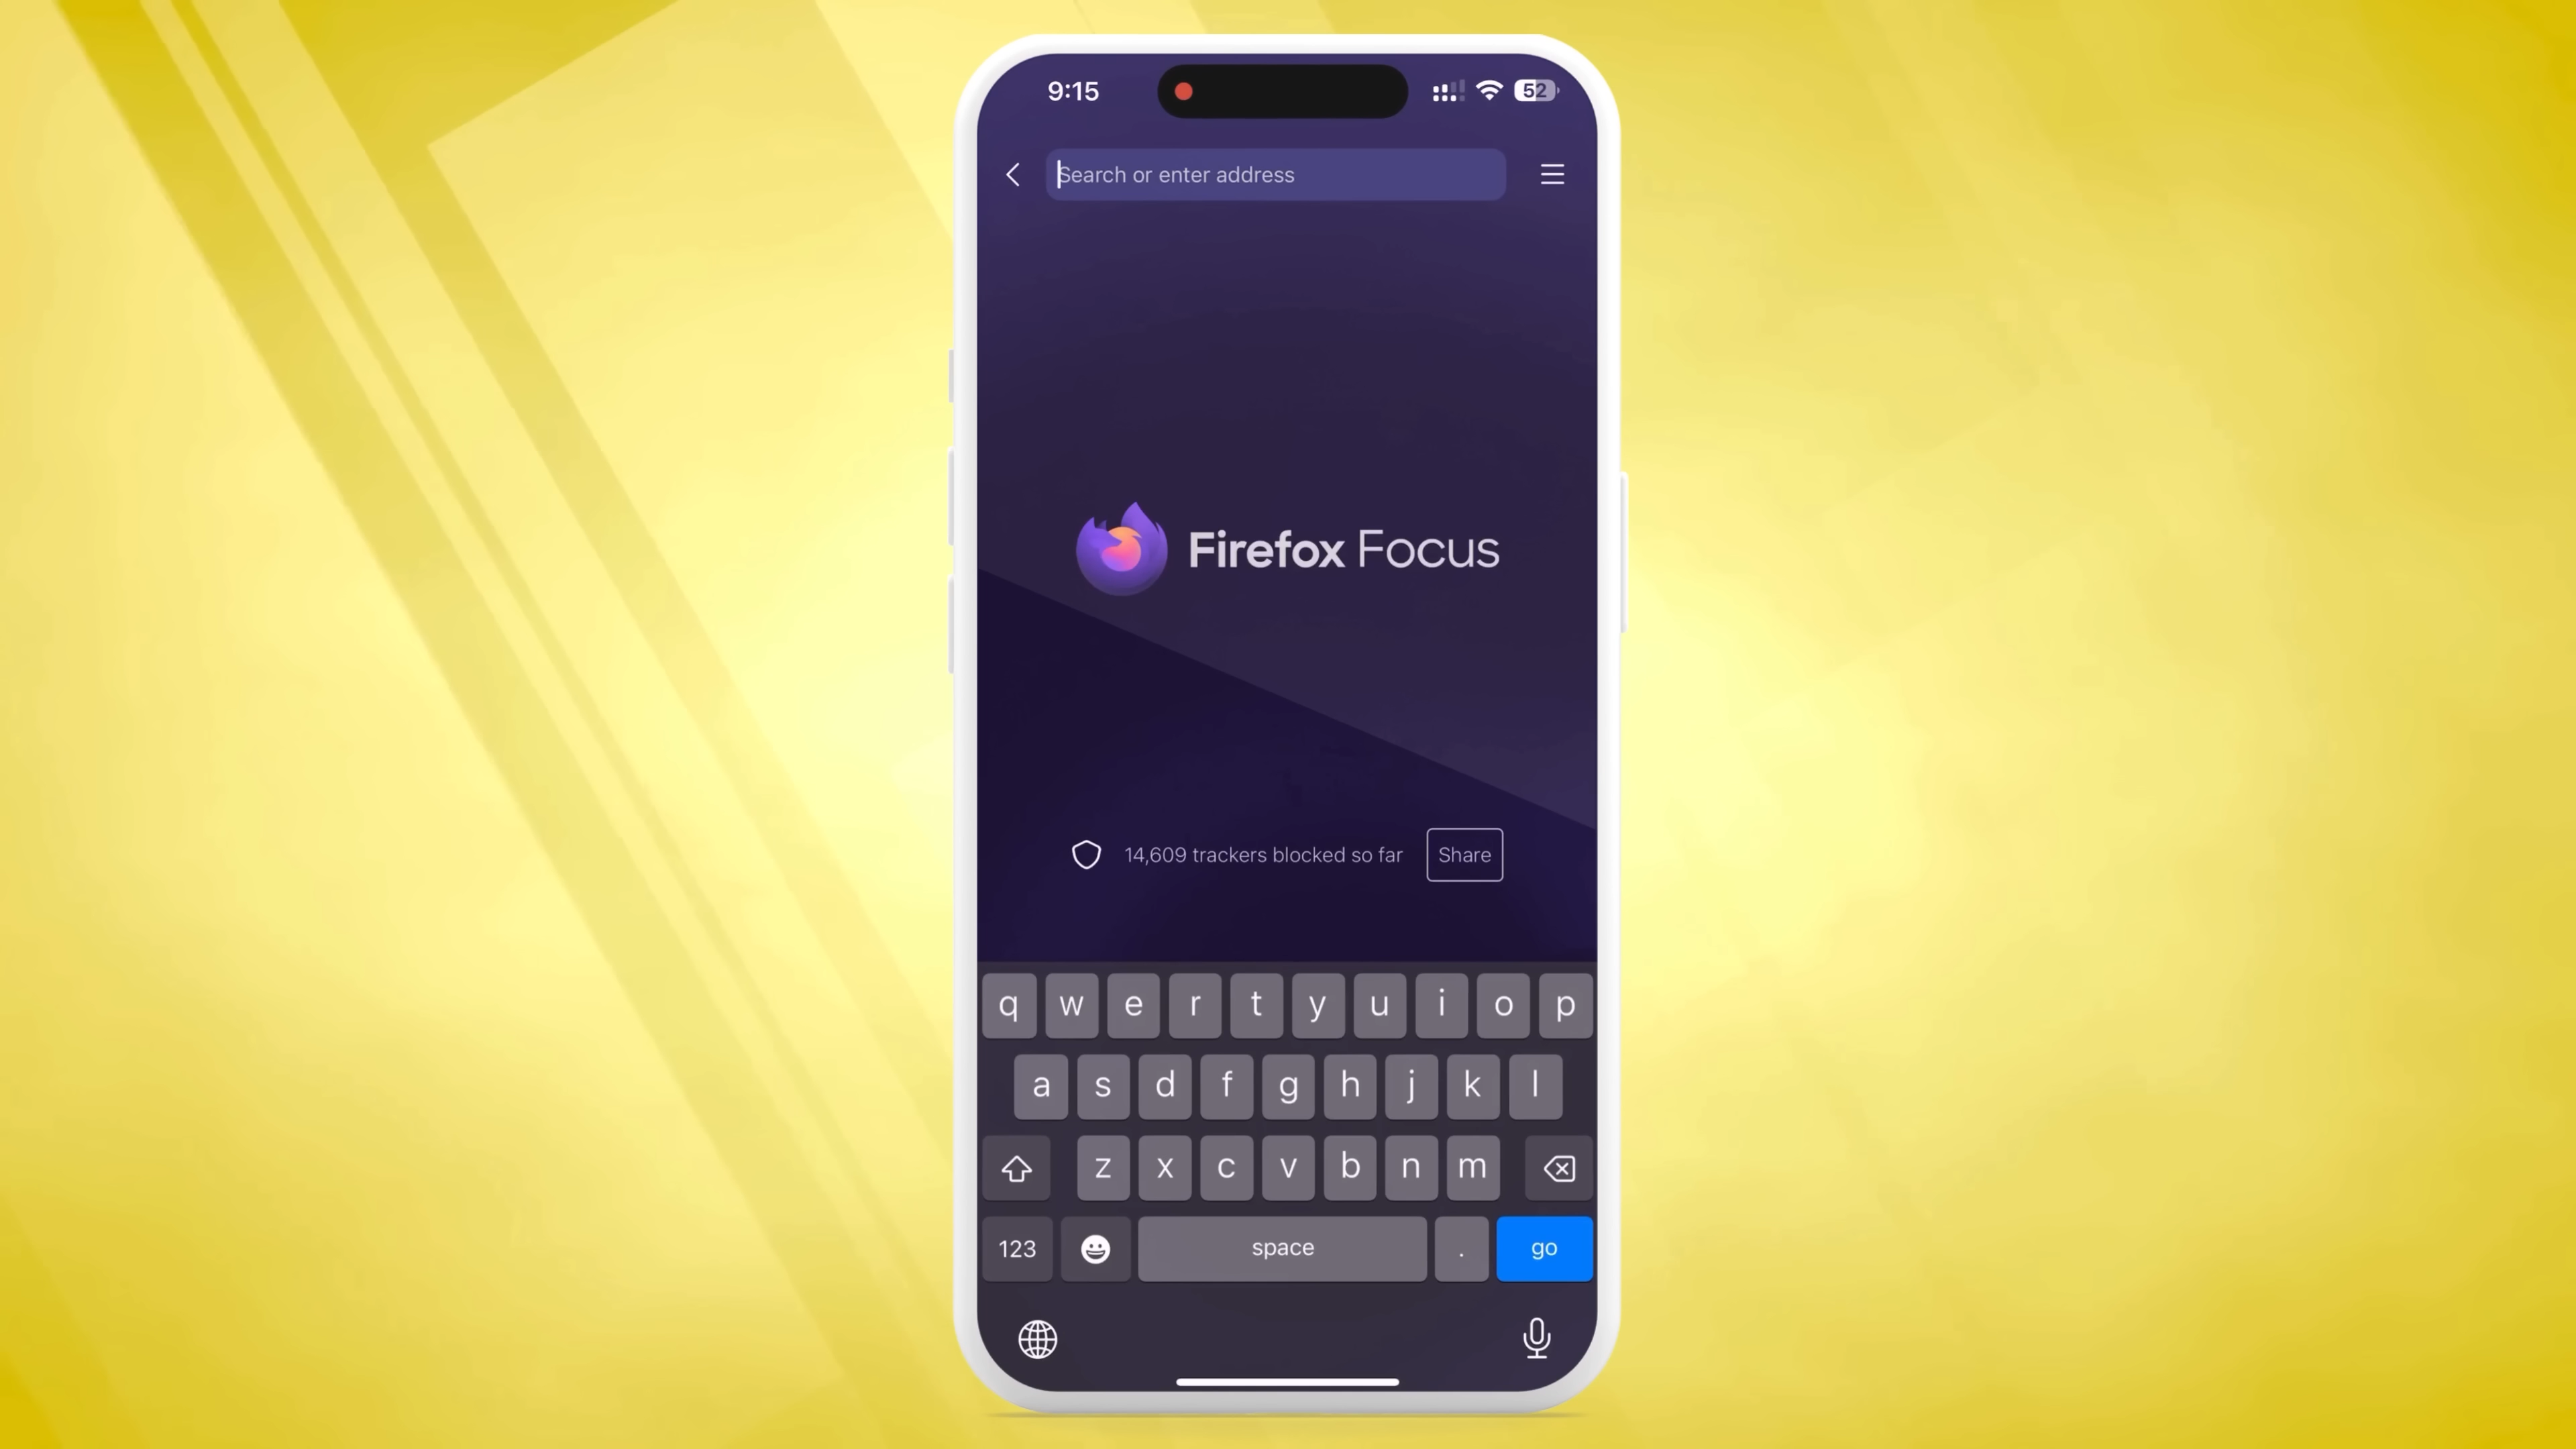 9:15
52
Search or enter address
Firefox Focus
14,609 trackers blocked so far
Share
q w e r t y u i o p
a s d f g h j k l
z x c v b n m
123
space
.
go